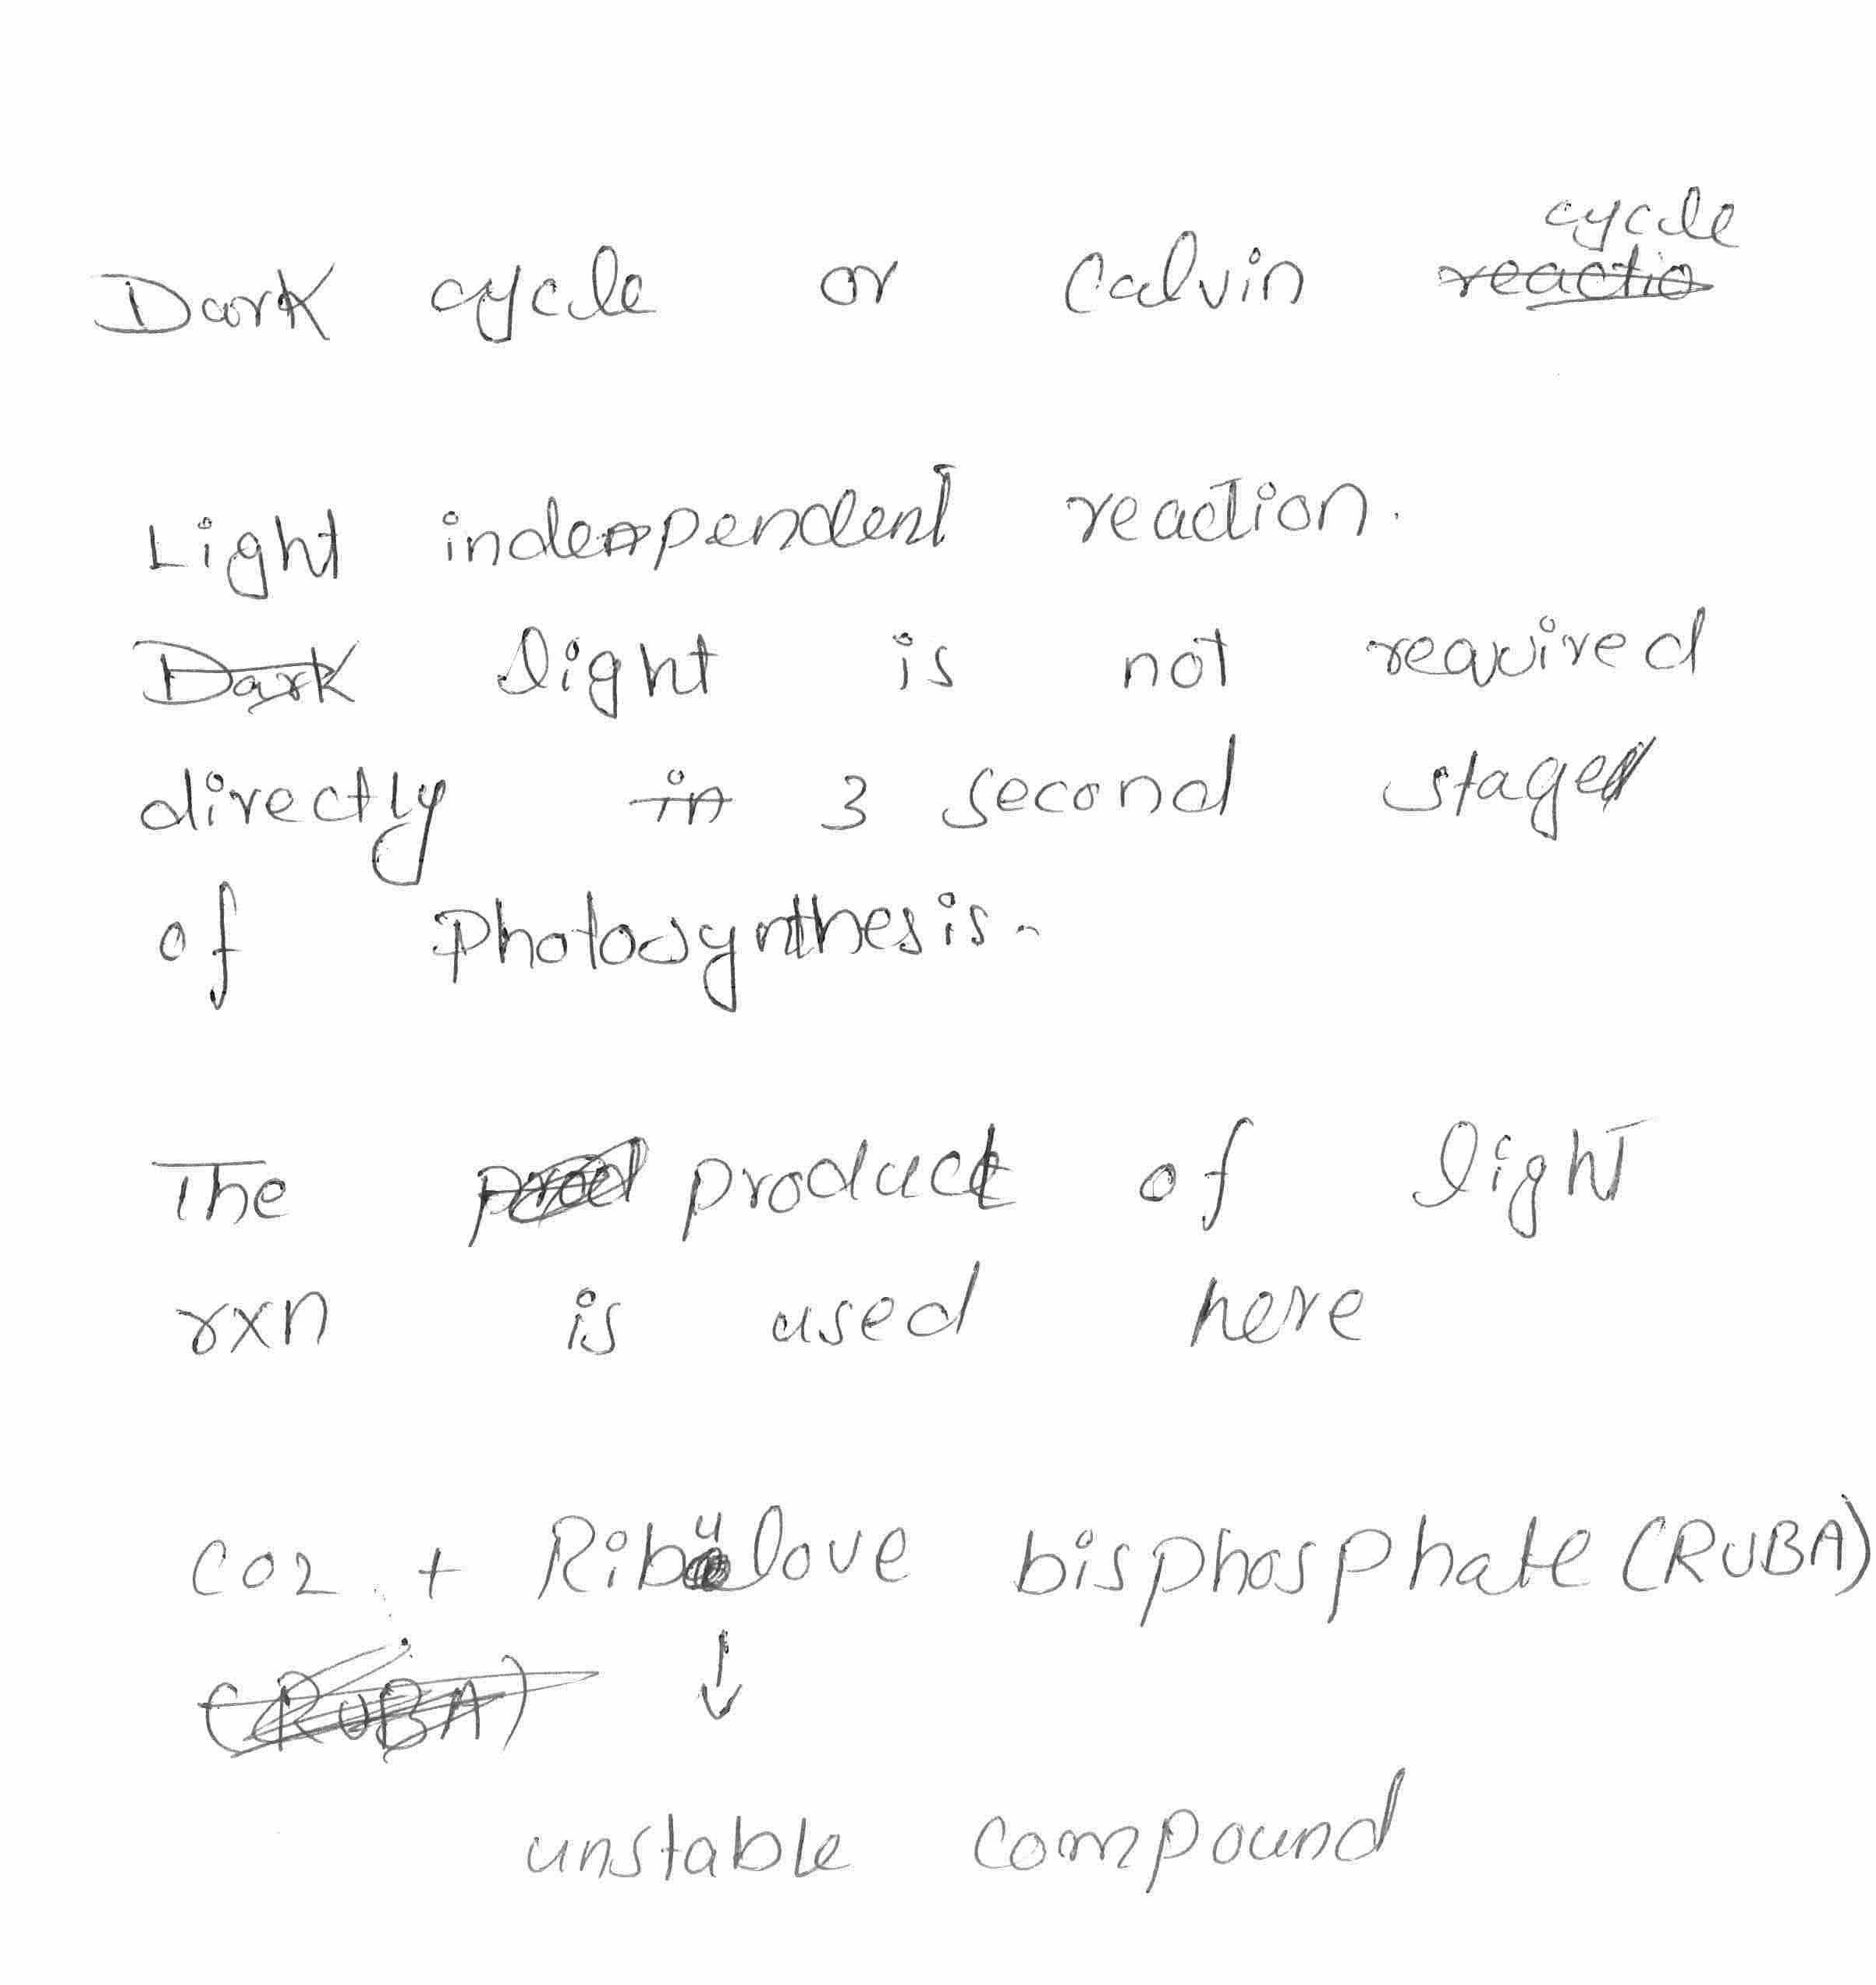 Dark cycle or Calvin cycle
Light independent reaction.
light is not required
directly 3 second stage
of Photosynthesis.
The product of light
rxn is used here
CO2 + Ribulove bisphosphate (RUBA)
↓
unstable compound